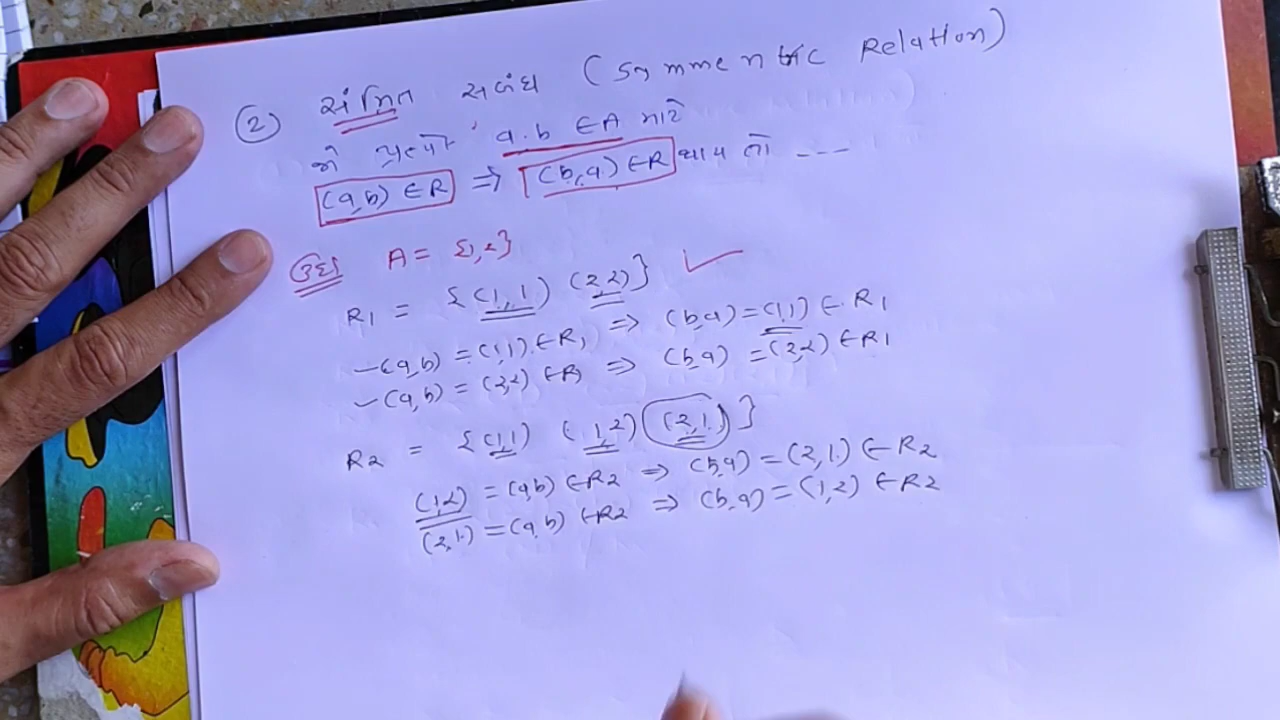 ② સંમિત સબંધ (Symmentric Relation)
જો પ્રત્યેક a.b ∈ A માટે
(a,b) ∈ R ⇒ (b,a) ∈ R થાય તો ---
ઉદા A = {1,2}
R1 = {(1,1) (2,2)} ✓
-(a,b) = (1,1) ∈ R1 ⇒ (b,a) = (1,1) ∈ R1
-(a,b) = (2,2) ∈ R1 ⇒ (b,a) = (2,2) ∈ R1
R2 = {(1,1) (1,2) (2,1)}
(1,2) = (a,b) ∈ R2 ⇒ (b,a) = (2,1) ∈ R2
(2,1) = (a,b) ∈ R2 ⇒ (b,a) = (1,2) ∈ R2